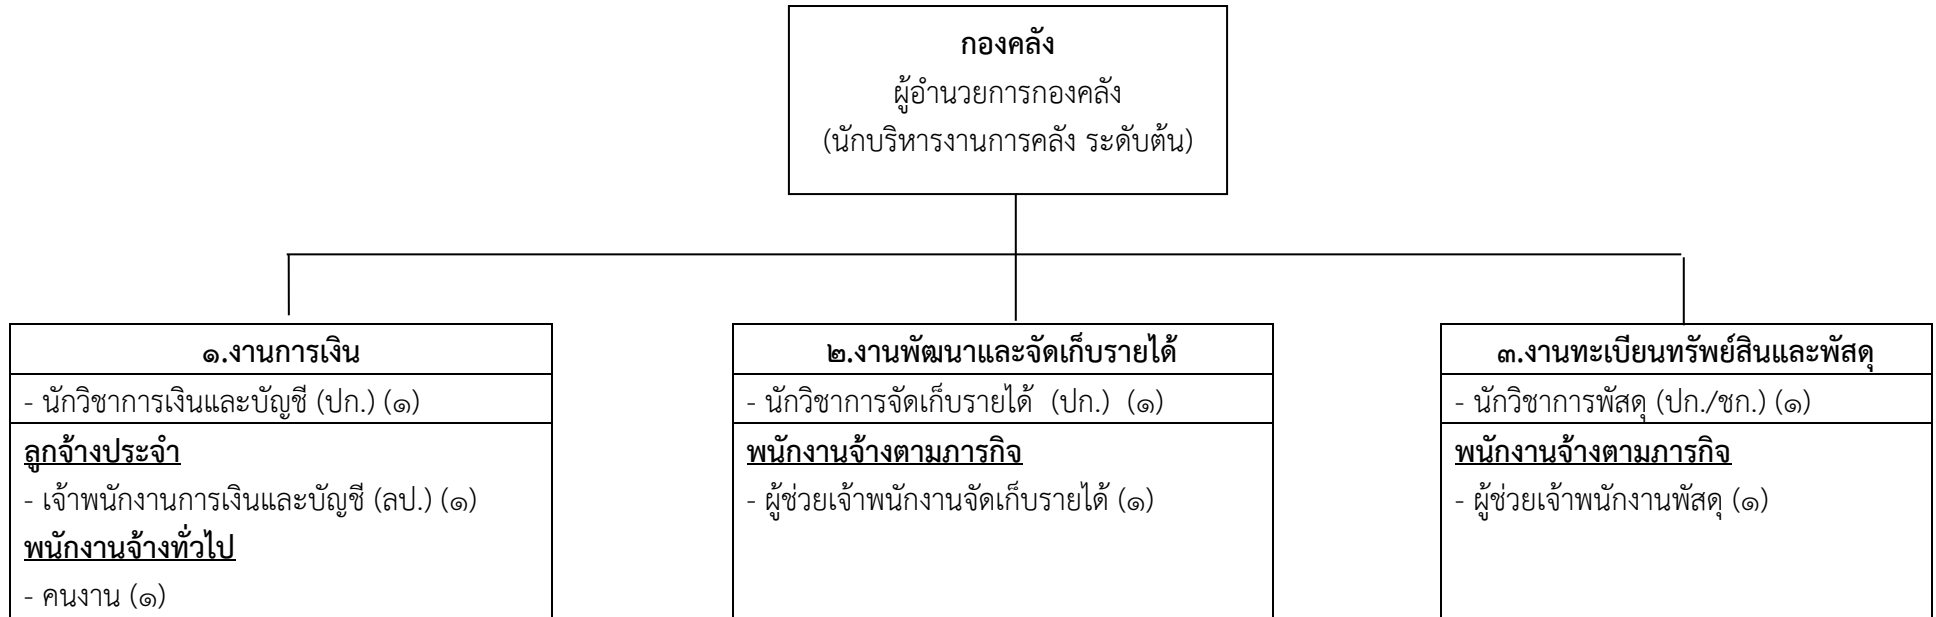 กองคลัง
ผู้อำนวยการกองคลัง
(นักบริหารงานการคลัง ระดับต้น)
๑.งานการเงิน
- นักวิชาการเงินและบัญชี (ปก.) (๑)
ลูกจ้างประจำ
- เจ้าพนักงานการเงินและบัญชี (ลป.) (๑)
พนักงานจ้างทั่วไป
- คนงาน (๑)
๒.งานพัฒนาและจัดเก็บรายได้
- นักวิชาการจัดเก็บรายได้ (ปก.) (๑)
พนักงานจ้างตามภารกิจ
- ผู้ช่วยเจ้าพนักงานจัดเก็บรายได้ (๑)
๓.งานทะเบียนทรัพย์สินและพัสดุ
- นักวิชาการพัสดุ (ปก./ชก.) (๑)
พนักงานจ้างตามภารกิจ
- ผู้ช่วยเจ้าพนักงานพัสดุ (๑)